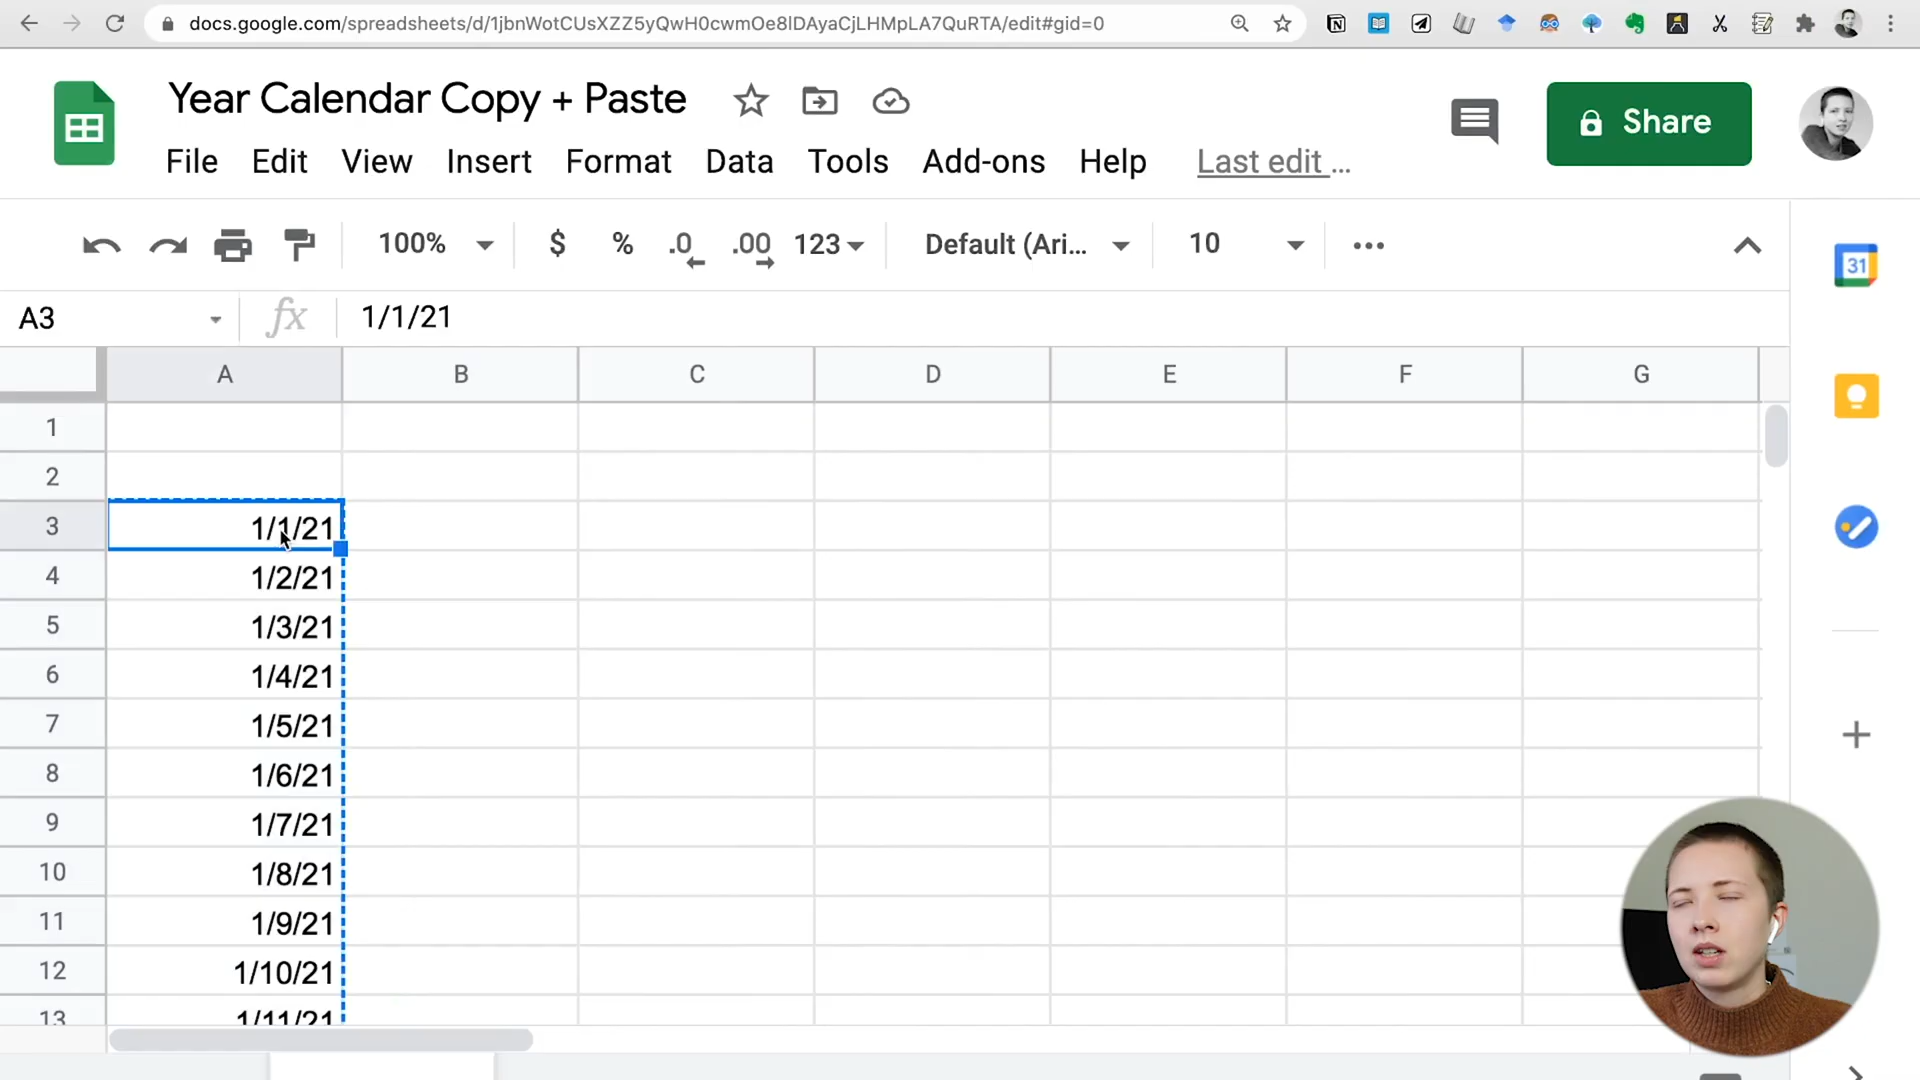 docs.google.com/spreadsheets/d/1jbnWotCUsXZZ5yQwH0cwmOe8lDAyaCjLHMpLA7QuRTA/edit#gid=0
Year Calendar Copy + Paste
Share
File Edit View Insert Format Data Tools Add-ons Help Last edit ...
100% $ % .0 .00 123 Default (Ari... 10
31
A3 fx 1/1/21
A B C D E F G
1
2
3 1/1/21
4 1/2/21
5 1/3/21
6 1/4/21
7 1/5/21
8 1/6/21
9 1/7/21
10 1/8/21
11 1/9/21
12 1/10/21
13 1/11/21